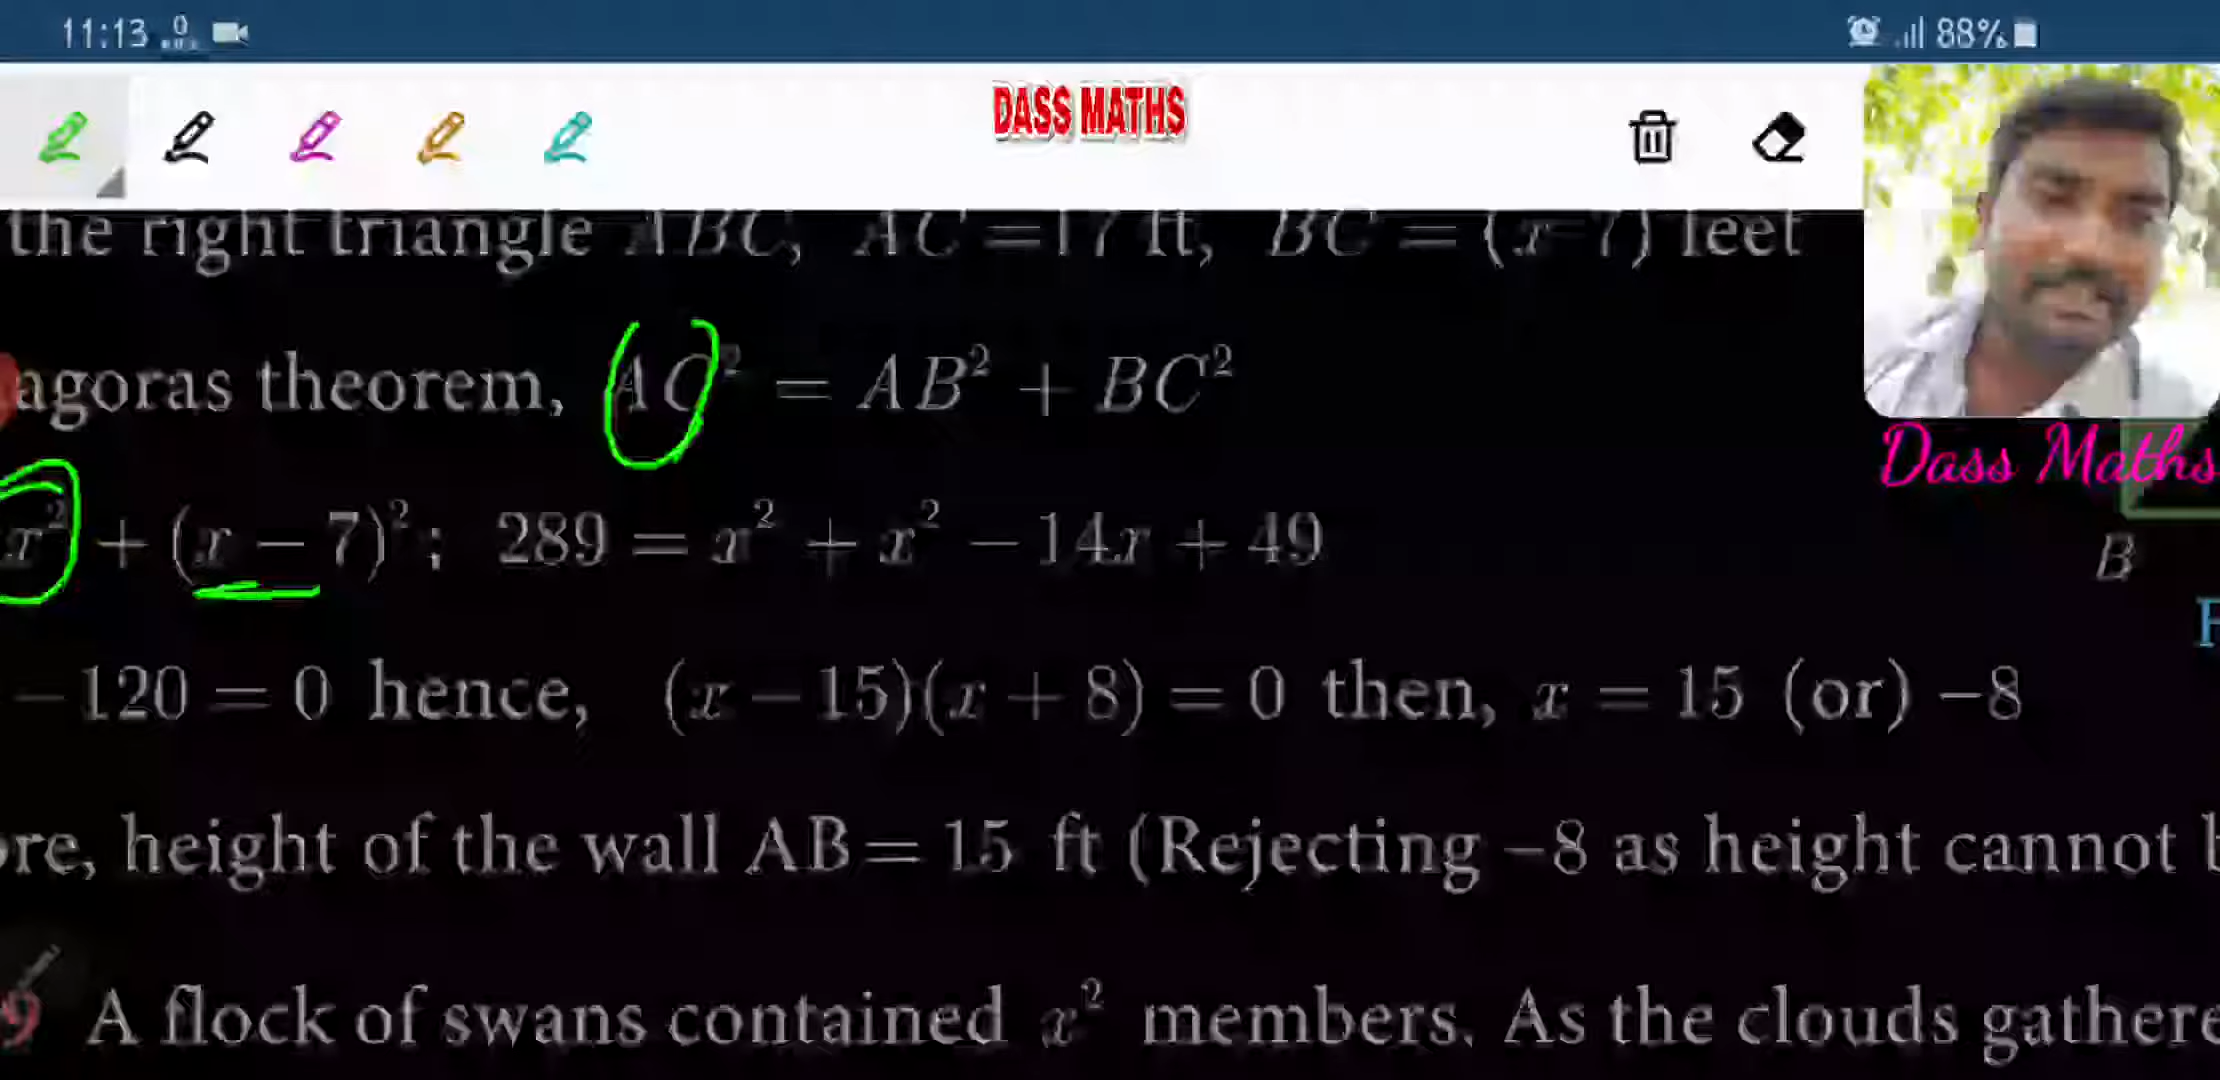 11:13 88%
DASS MATHS
the right triangle ABC, AC = 17 ft, BC = (x − 7) feet
agoras theorem, AC² = AB² + BC²
Dass Maths
x² + (x − 7)²; 289 = x² + x² − 14x + 49
B
F
− 120 = 0 hence, (x − 15)(x + 8) = 0 then, x = 15 (or) −8
ore, height of the wall AB = 15 ft (Rejecting −8 as height cannot b
9 A flock of swans contained x² members. As the clouds gathere